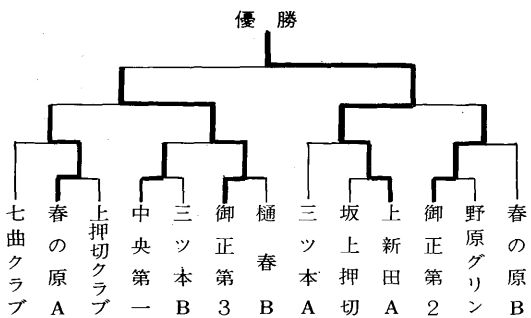 優勝
七曲クラブ
春の原A
上押切クラブ
中央第一
三ツ本B
御正第3
樋春B
三ツ本A
坂上押切
上新田A
御正第2
野原グリン
春の原B